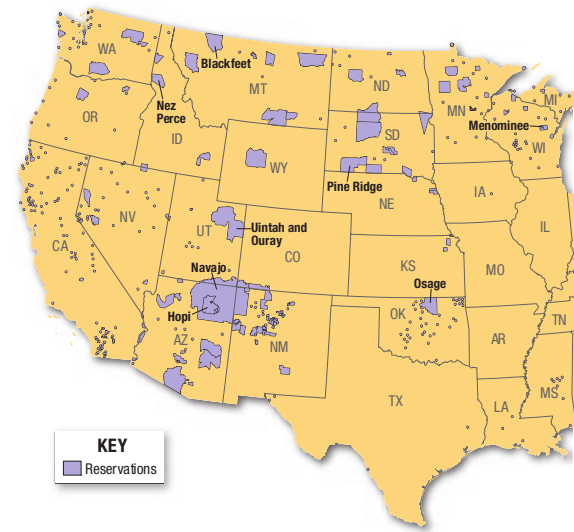 WA
Blackfeet
MT
ND
MN
MI
OR
Nez
Perce
ID
SD
Menominee
WI
WY
Pine Ridge
NE
IA
IL
NV
UT
Uintah and
Ouray
CO
CA
KS
MO
Navajo
Osage
Hopi
OK
TN
AZ
NM
AR
MS
TX
LA
KEY
Reservations